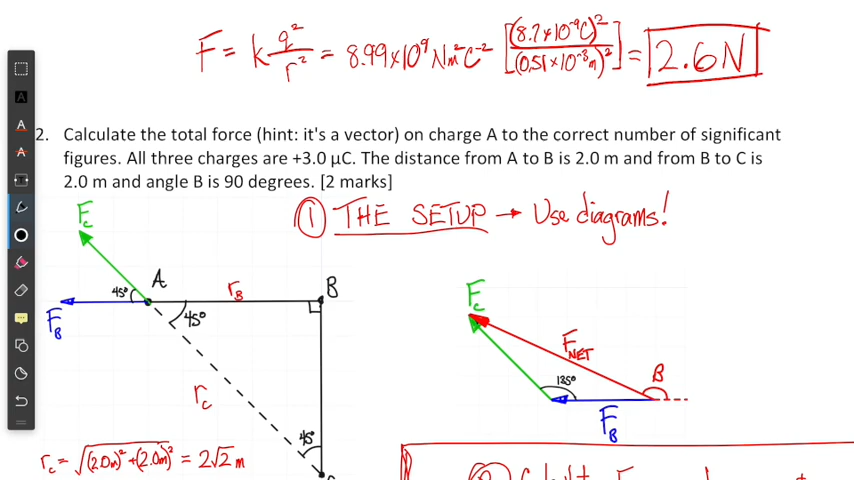 F = k q²/r² = 8.99×10⁹ Nm²C⁻² [(8.7×10⁻⁹C)²/(0.51×10⁻³m)²] = 2.6N
2. Calculate the total force (hint: it's a vector) on charge A to the correct number of significant
figures. All three charges are +3.0 µC. The distance from A to B is 2.0 m and from B to C is
2.0 m and angle B is 90 degrees. [2 marks]
① THE SETUP → Use diagrams!
F_C
A
45°
r_B
B
F_B
45°
r_C
45°
r_C = √((2.0m)²+(2.0m)²) = 2√2 m
F_C
F_NET
135°
B
F_B